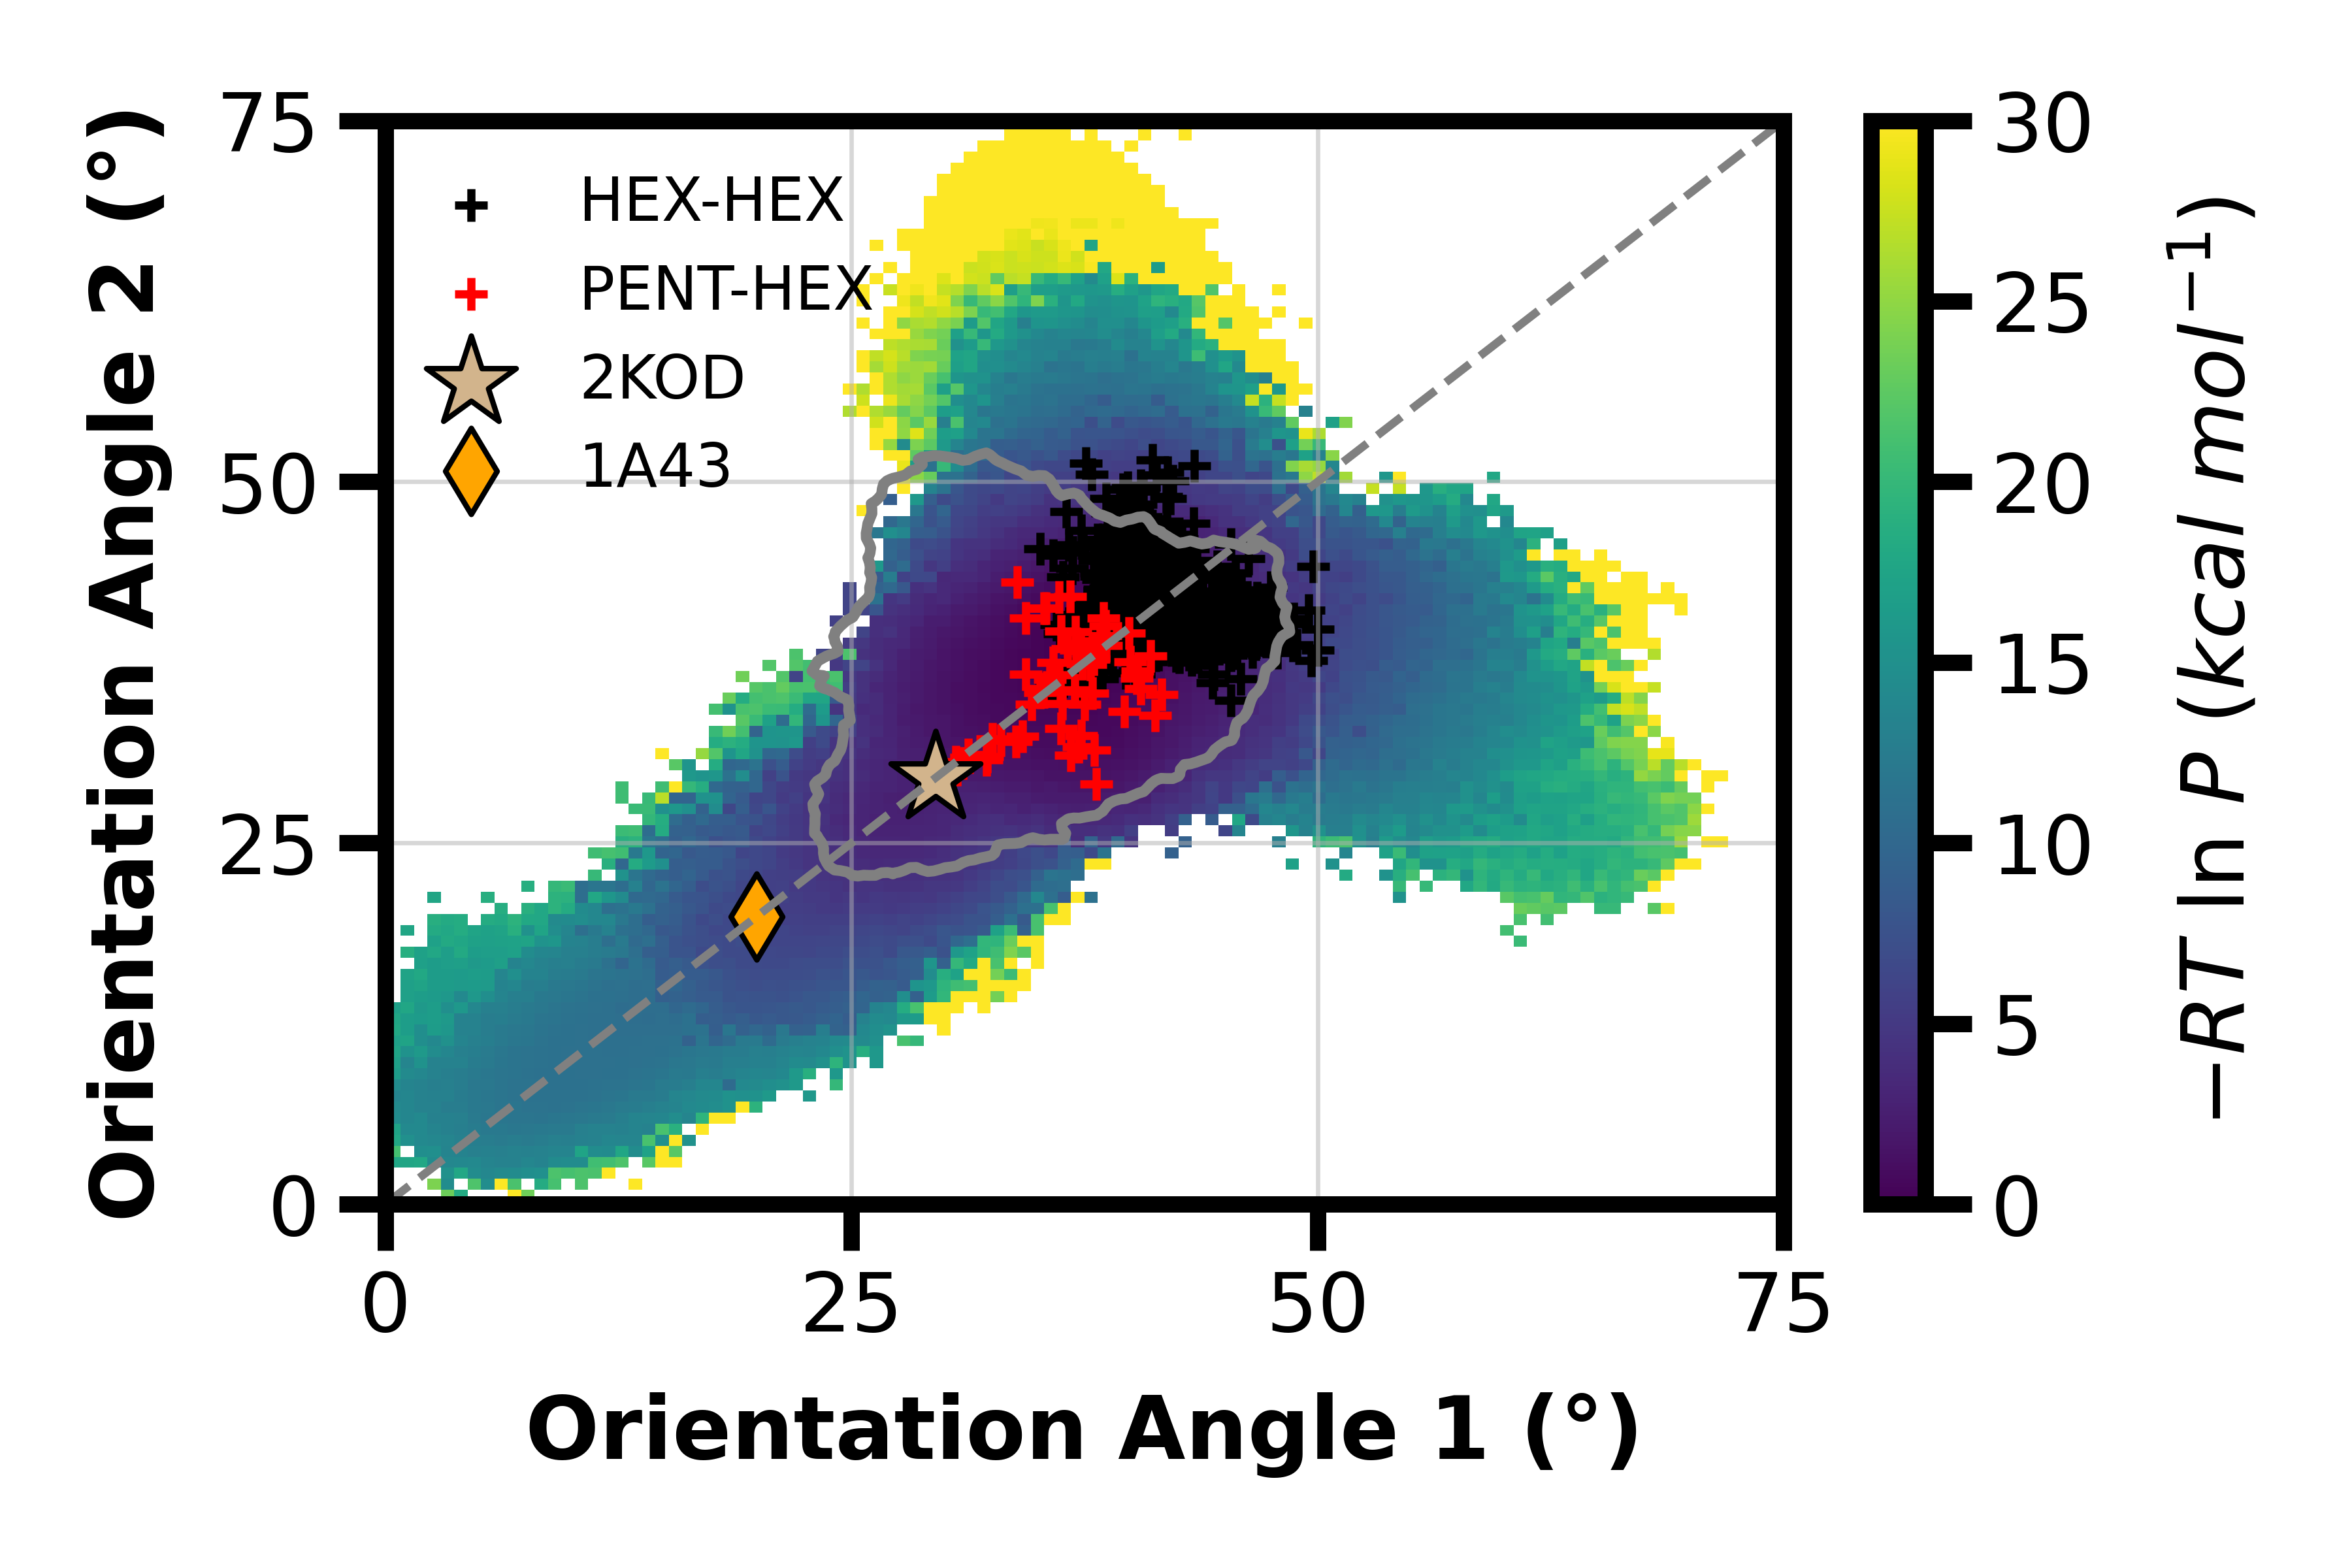 75
50
25
0
Orientation Angle 2 (°)
HEX-HEX
PENT-HEX
2KOD
1A43
0
25
50
75
Orientation Angle 1 (°)
30
25
20
15
10
5
0
−RT ln P (kcal mol⁻¹)